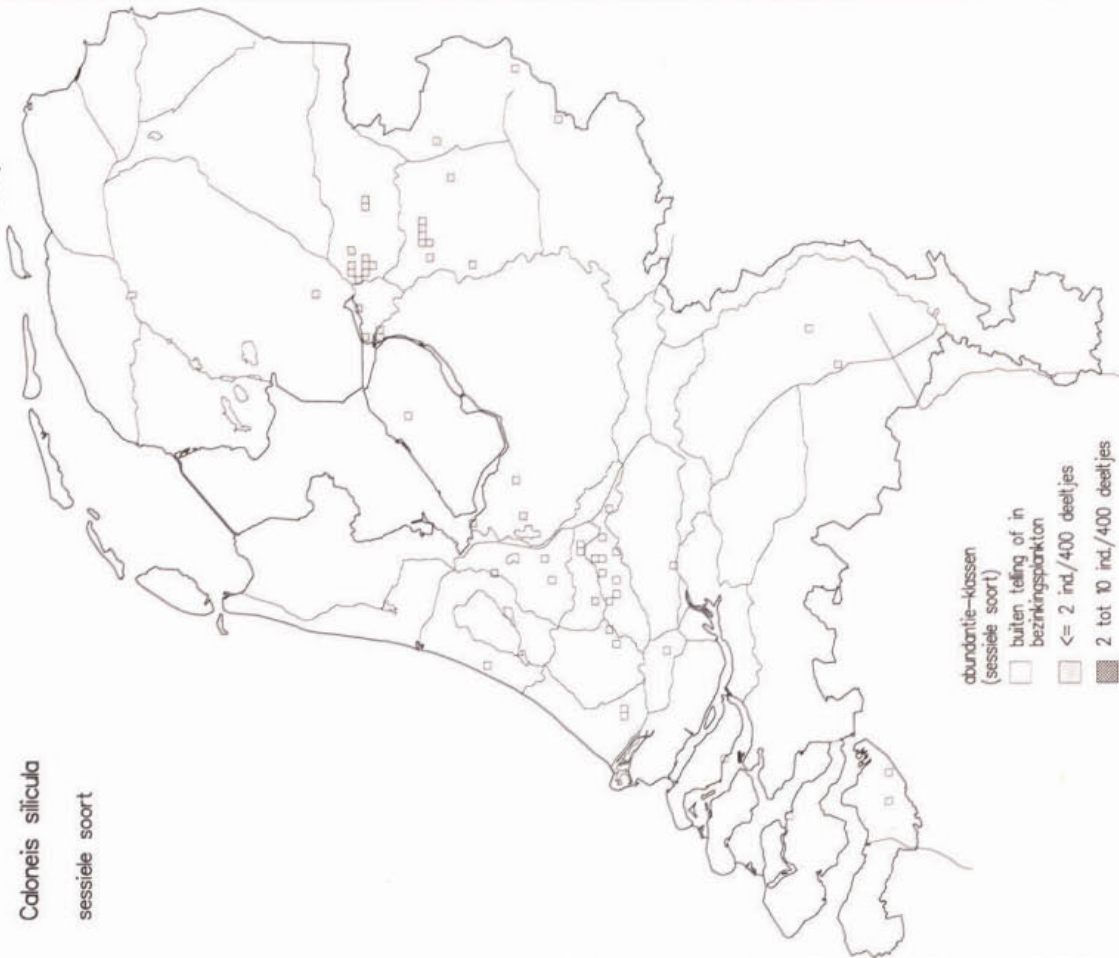 Caloneis silicula
sessiele soort
abundantie-klassen
(sessiele soort)
buiten telling of in
bezinkingsplankton
<= 2 ind./400 deeltjes
2 tot 10 ind./400 deeltjes